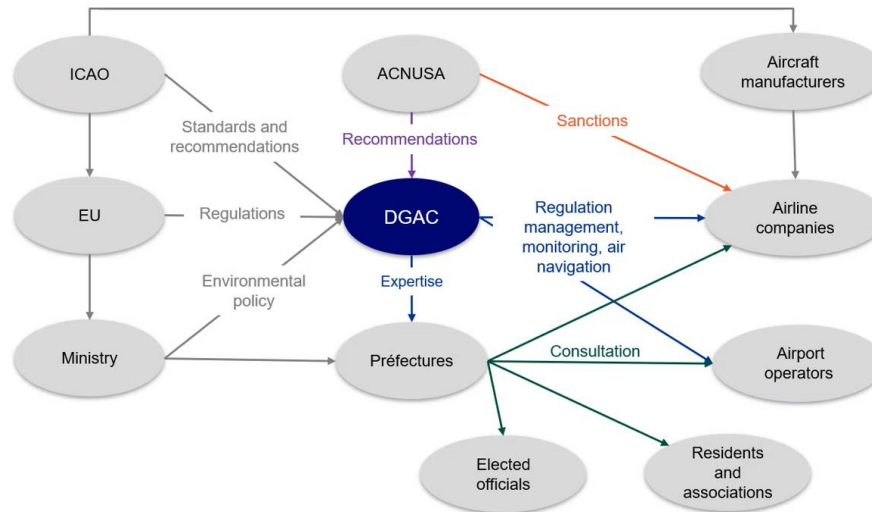 ICAO
ACNUSA
Aircraft
manufacturers
Standards and
recommendations
Recommendations
Sanctions
EU
Regulations
DGAC
Regulation
management,
monitoring, air
navigation
Airline
companies
Environmental
policy
Expertise
Ministry
Préfectures
Consultation
Airport
operators
Elected
officials
Residents
and
associations